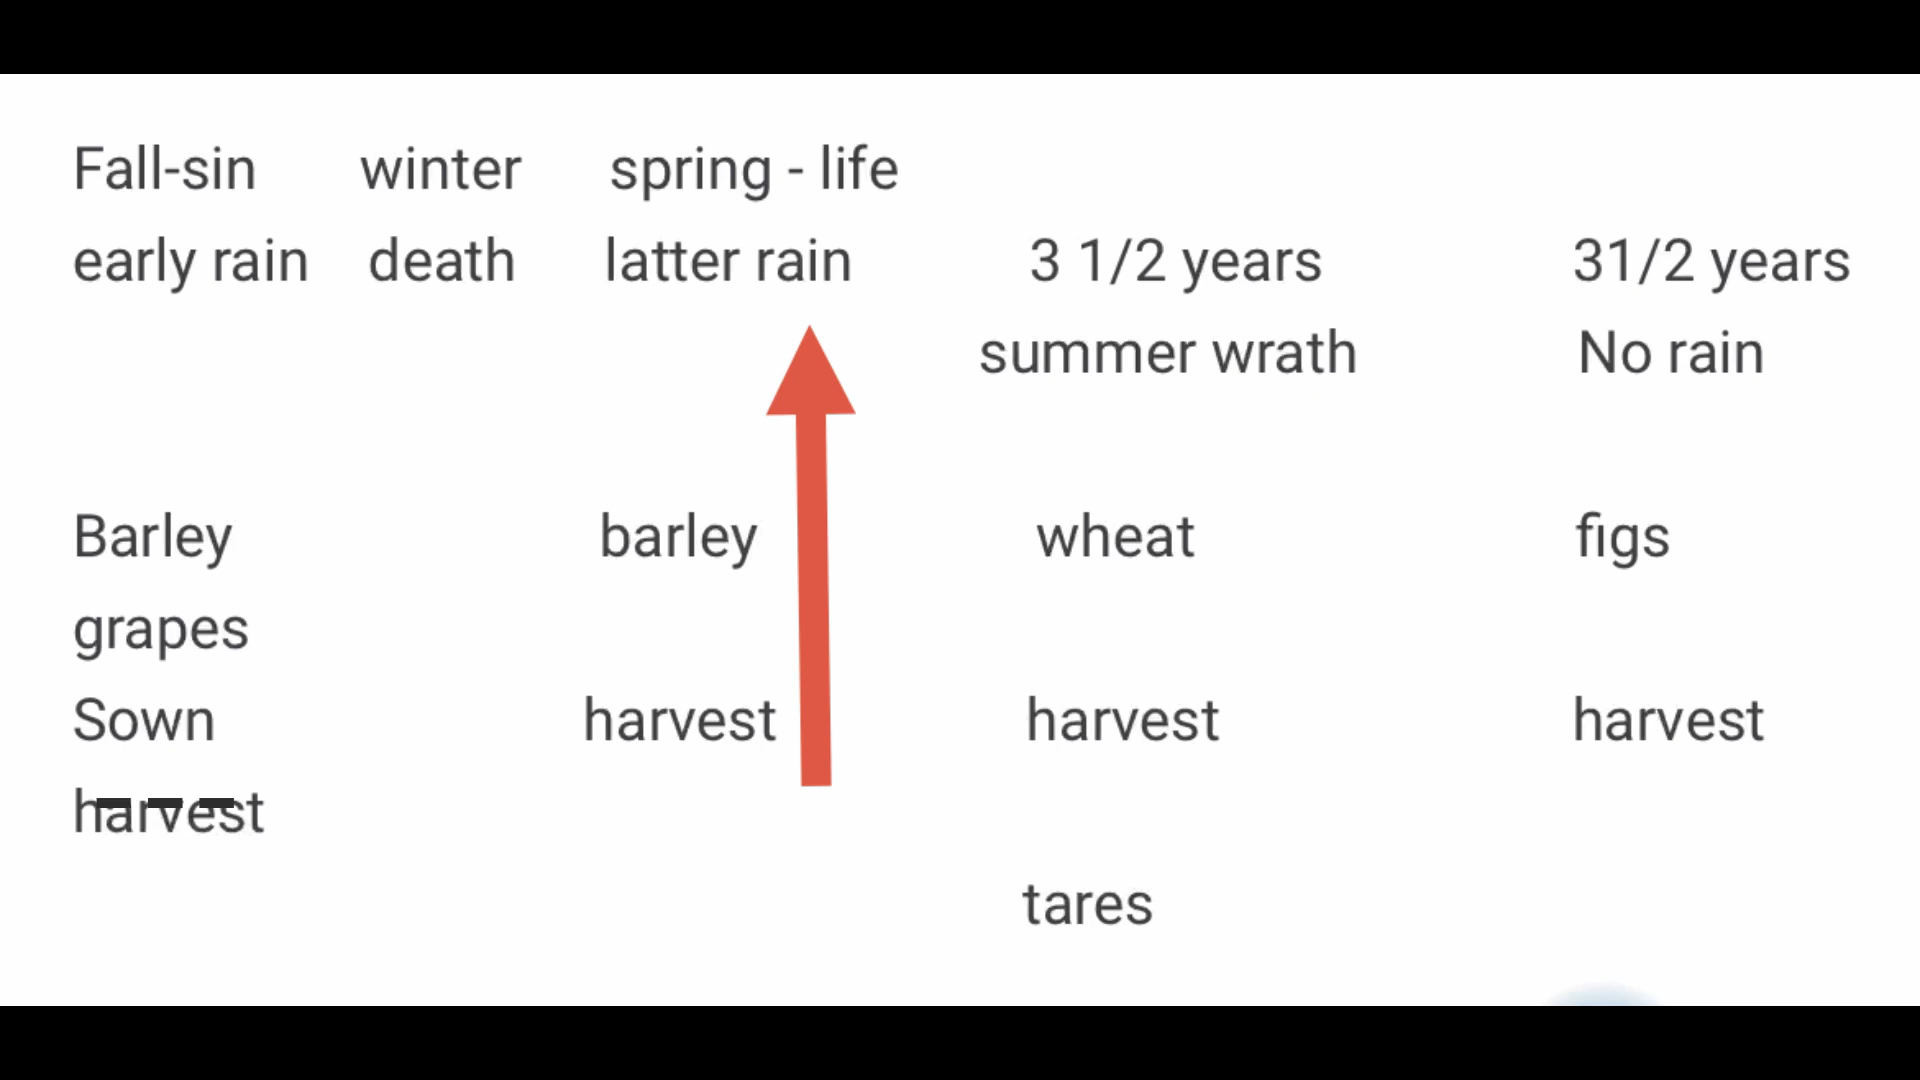 Fall-sin winter spring - life
early rain death latter rain 3 1/2 years 31/2 years
summer wrath No rain
Barley barley wheat figs
grapes
Sown harvest harvest harvest
harvest
tares